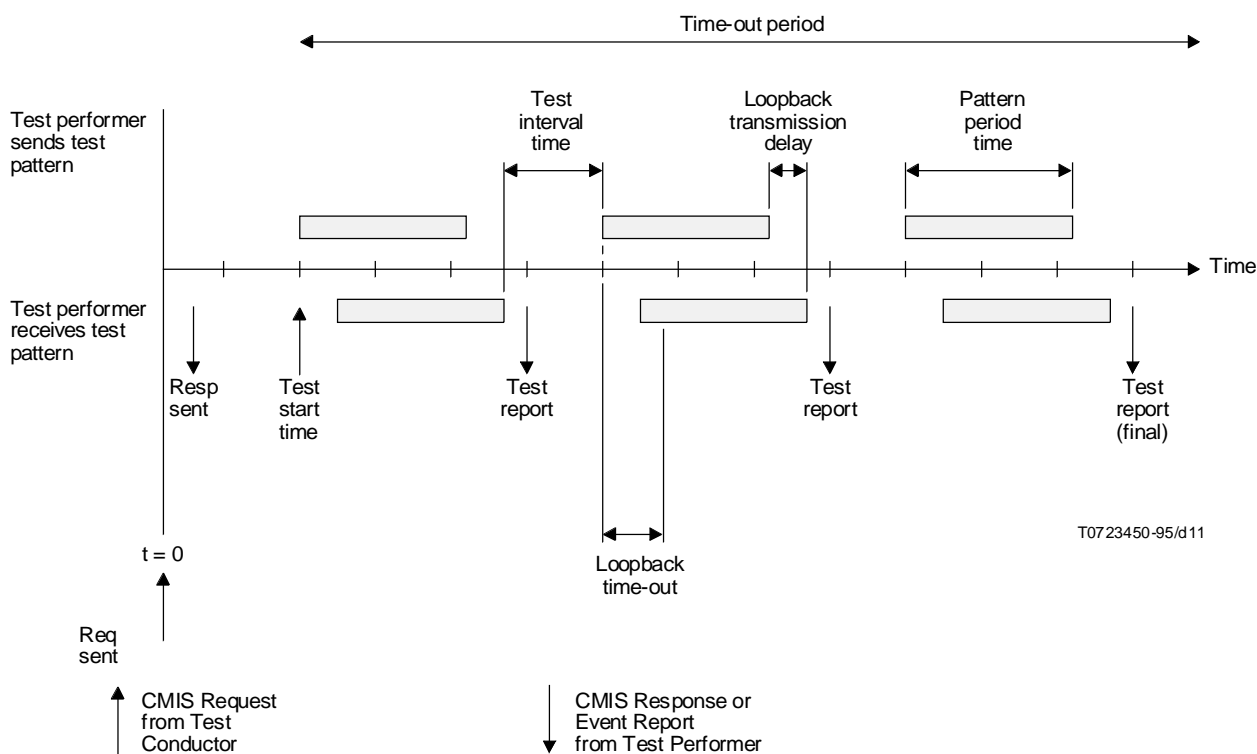 Time-out period
Test performer
sends test
pattern
Test
interval
time
Loopback
transmission
delay
Pattern
period
time
Time
Test performer
receives test
pattern
Resp
sent
Test
start
time
Test
report
Test
report
Test
report
(final)
T0723450-95/d11
t = 0
Loopback
time-out
Req
sent
CMIS Request
from Test
Conductor
CMIS Response or
Event Report
from Test Performer